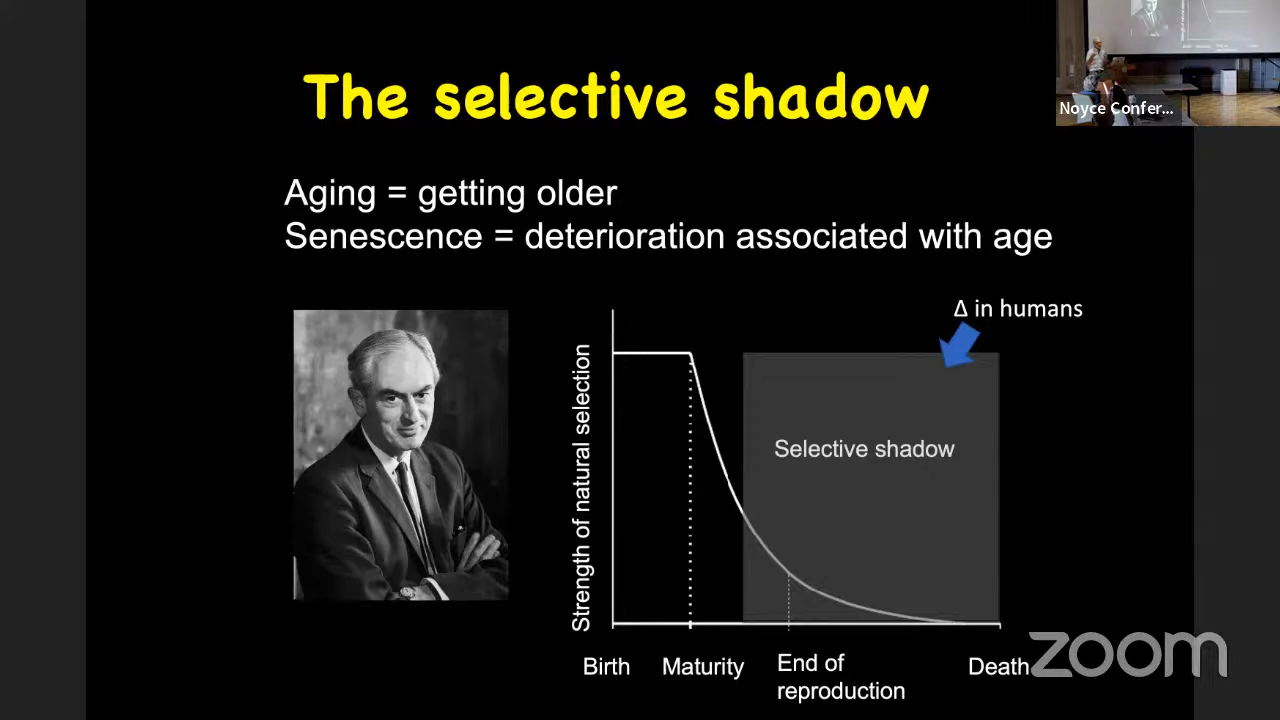 The selective shadow
Noyce Confer...
Aging = getting older
Senescence = deterioration associated with age
Δ in humans
Strength of natural selection
Selective shadow
Birth
Maturity
End of
reproduction
Death
zoom